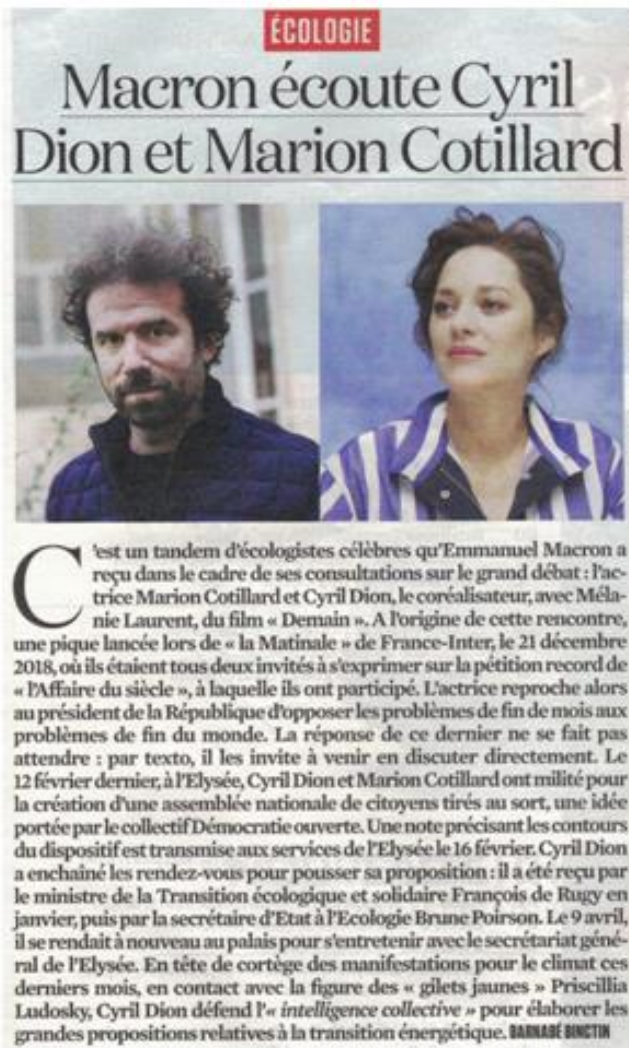 ÉCOLOGIE
Macron écoute Cyril
Dion et Marion Cotillard
C'est un tandem d'écologistes célèbres qu'Emmanuel Macron a
reçu dans le cadre de ses consultations sur le grand débat : l'ac-
trice Marion Cotillard et Cyril Dion, le coréalisateur, avec Méla-
nie Laurent, du film « Demain ». A l'origine de cette rencontre,
une pique lancée lors de « la Matinale » de France-Inter, le 21 décembre
2018, où ils étaient tous deux invités à s'exprimer sur la pétition record de
« l'Affaire du siècle », à laquelle ils ont participé. L'actrice reproche alors
au président de la République d'opposer les problèmes de fin de mois aux
problèmes de fin du monde. La réponse de ce dernier ne se fait pas
attendre : par texto, il les invite à venir en discuter directement. Le
12 février dernier, à l'Elysée, Cyril Dion et Marion Cotillard ont milité pour
la création d'une assemblée nationale de citoyens tirés au sort, une idée
portée par le collectif Démocratie ouverte. Une note précisant les contours
du dispositif est transmise aux services de l'Elysée le 16 février. Cyril Dion
a enchaîné les rendez-vous pour pousser sa proposition : il a été reçu par
le ministre de la Transition écologique et solidaire François de Rugy en
janvier, puis par la secrétaire d'Etat à l'Ecologie Brune Poirson. Le 9 avril,
il se rendait à nouveau au palais pour s'entretenir avec le secrétariat géné-
ral de l'Elysée. En tête de cortège des manifestations pour le climat ces
derniers mois, en contact avec la figure des « gilets jaunes » Priscillia
Ludosky, Cyril Dion défend l'« intelligence collective » pour élaborer les
grandes propositions relatives à la transition énergétique. BARNABÉ BINCTIN